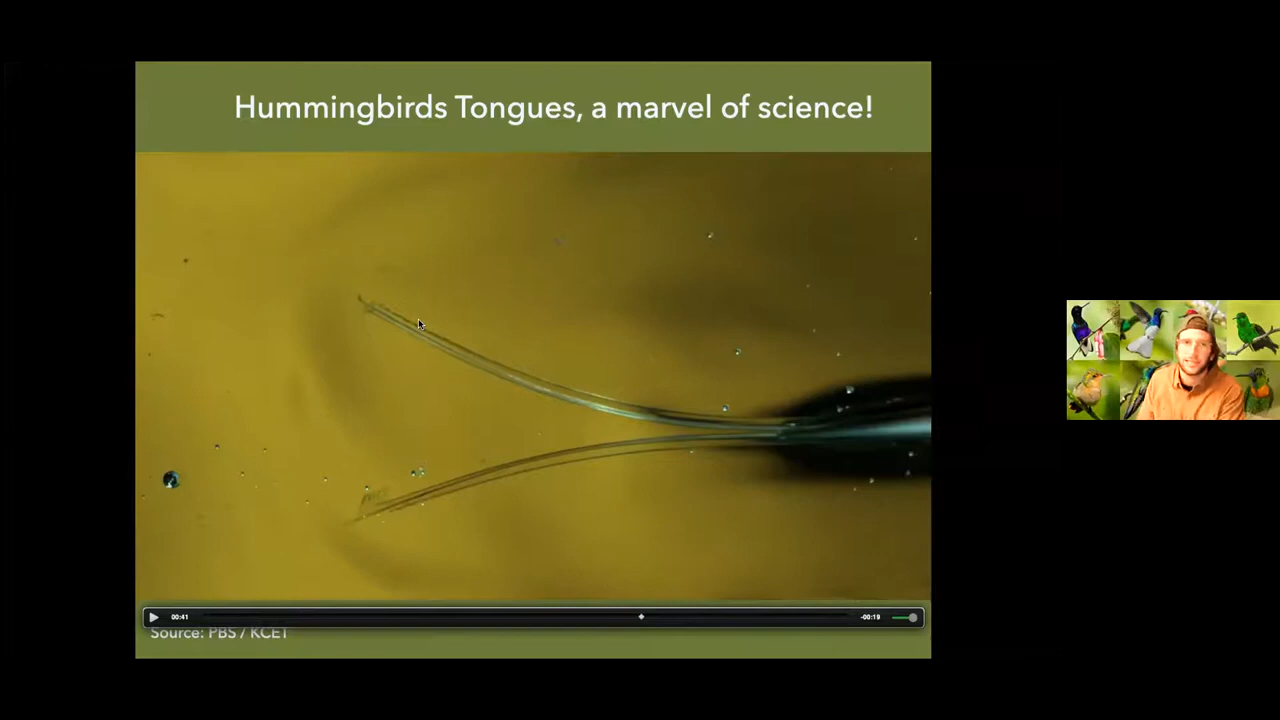 Hummingbirds Tongues, a marvel of science!
00:41
-00:19
Source: PBS / KCET